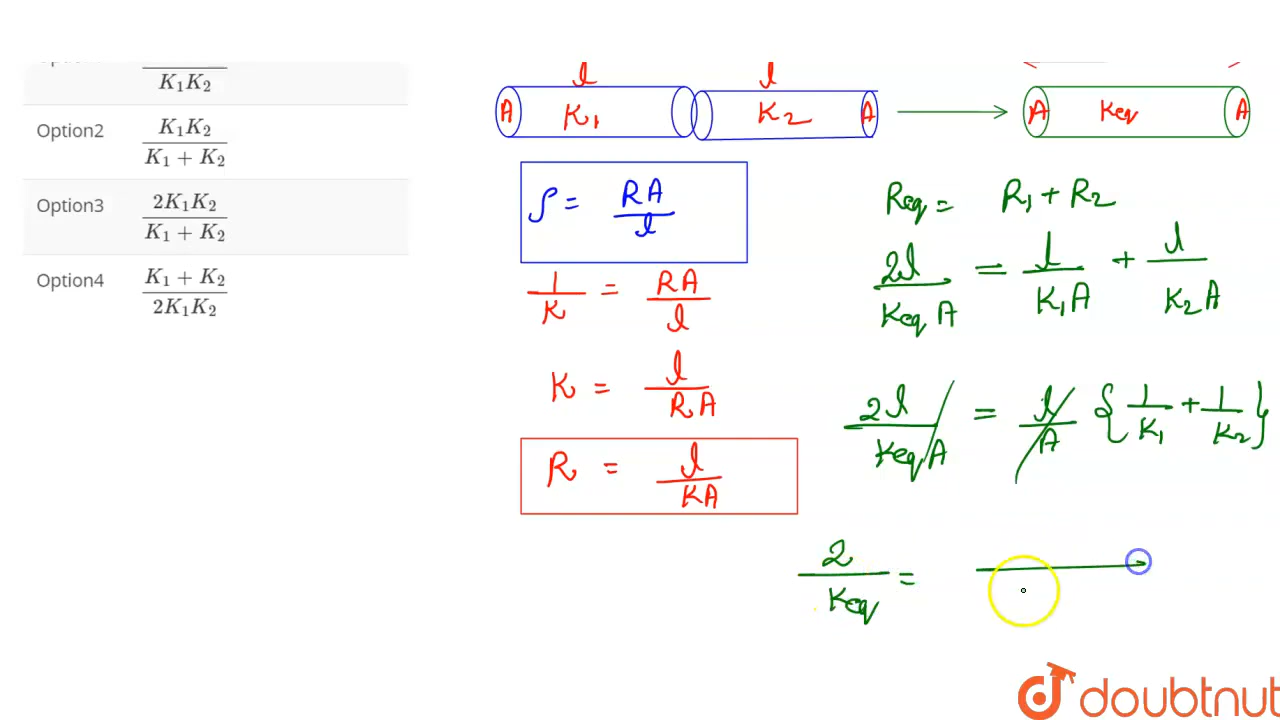 K₁K₂
Option2 K₁K₂ / K₁ + K₂
Option3 2K₁K₂ / K₁ + K₂
Option4 K₁ + K₂ / 2K₁K₂
l l
A K₁ K₂ A A Keq A
ρ = RA / l
1 / K = RA / l
K = l / RA
R = l / KA
Req = R₁ + R₂
2l / Keq A = l / K₁A + l / K₂A
2l / Keq A = l / A { 1 / K₁ + 1 / K₂ }
2 / Keq =
doubtnut